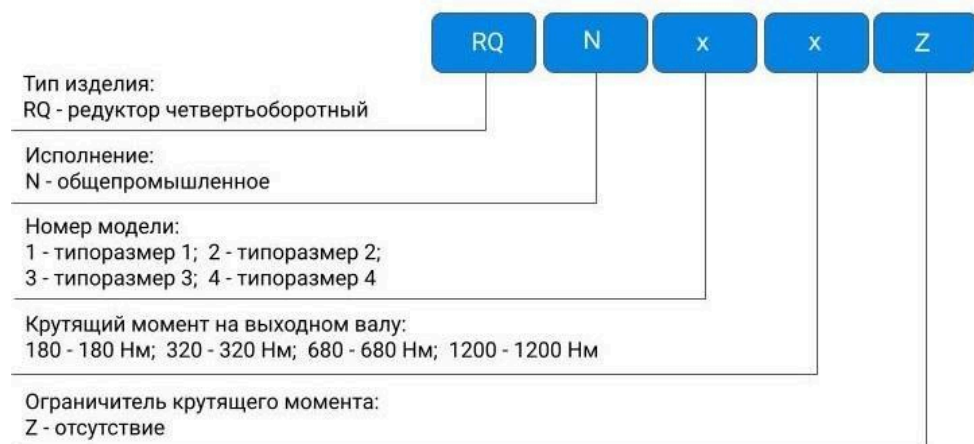 RQ N x x Z
Тип изделия:
RQ - редуктор четвертьоборотный
Исполнение:
N - общепромышленное
Номер модели:
1 - типоразмер 1; 2 - типоразмер 2;
3 - типоразмер 3; 4 - типоразмер 4
Крутящий момент на выходном валу:
180 - 180 Нм; 320 - 320 Нм; 680 - 680 Нм; 1200 - 1200 Нм
Ограничитель крутящего момента:
Z - отсутствие